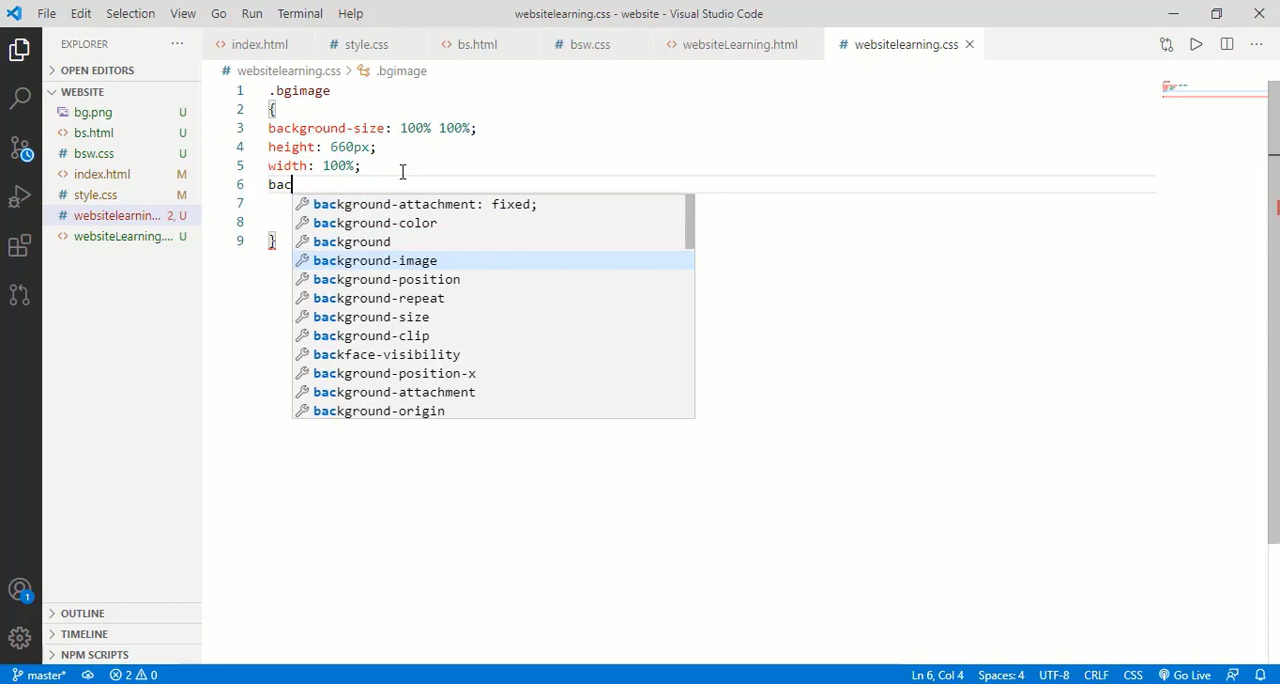 File Edit Selection View Go Run Terminal Help websitelearning.css - website - Visual Studio Code
EXPLORER ··· index.html style.css bs.html bsw.css websiteLearning.html websitelearning.css
OPEN EDITORS
websitelearning.css > .bgimage
WEBSITE
bg.png U
bs.html U
bsw.css U
index.html M
style.css M
websitelearnin... 2, U
websiteLearning.... U
1 .bgimage
2 {
3 background-size: 100% 100%;
4 height: 660px;
5 width: 100%;
6 bac
7 background-attachment: fixed;
8 background-color
background
9 }
background-image
background-position
background-repeat
background-size
background-clip
backface-visibility
background-position-x
background-attachment
background-origin
OUTLINE
TIMELINE
NPM SCRIPTS
1
master* 2 0 Ln 6, Col 4 Spaces: 4 UTF-8 CRLF CSS Go Live